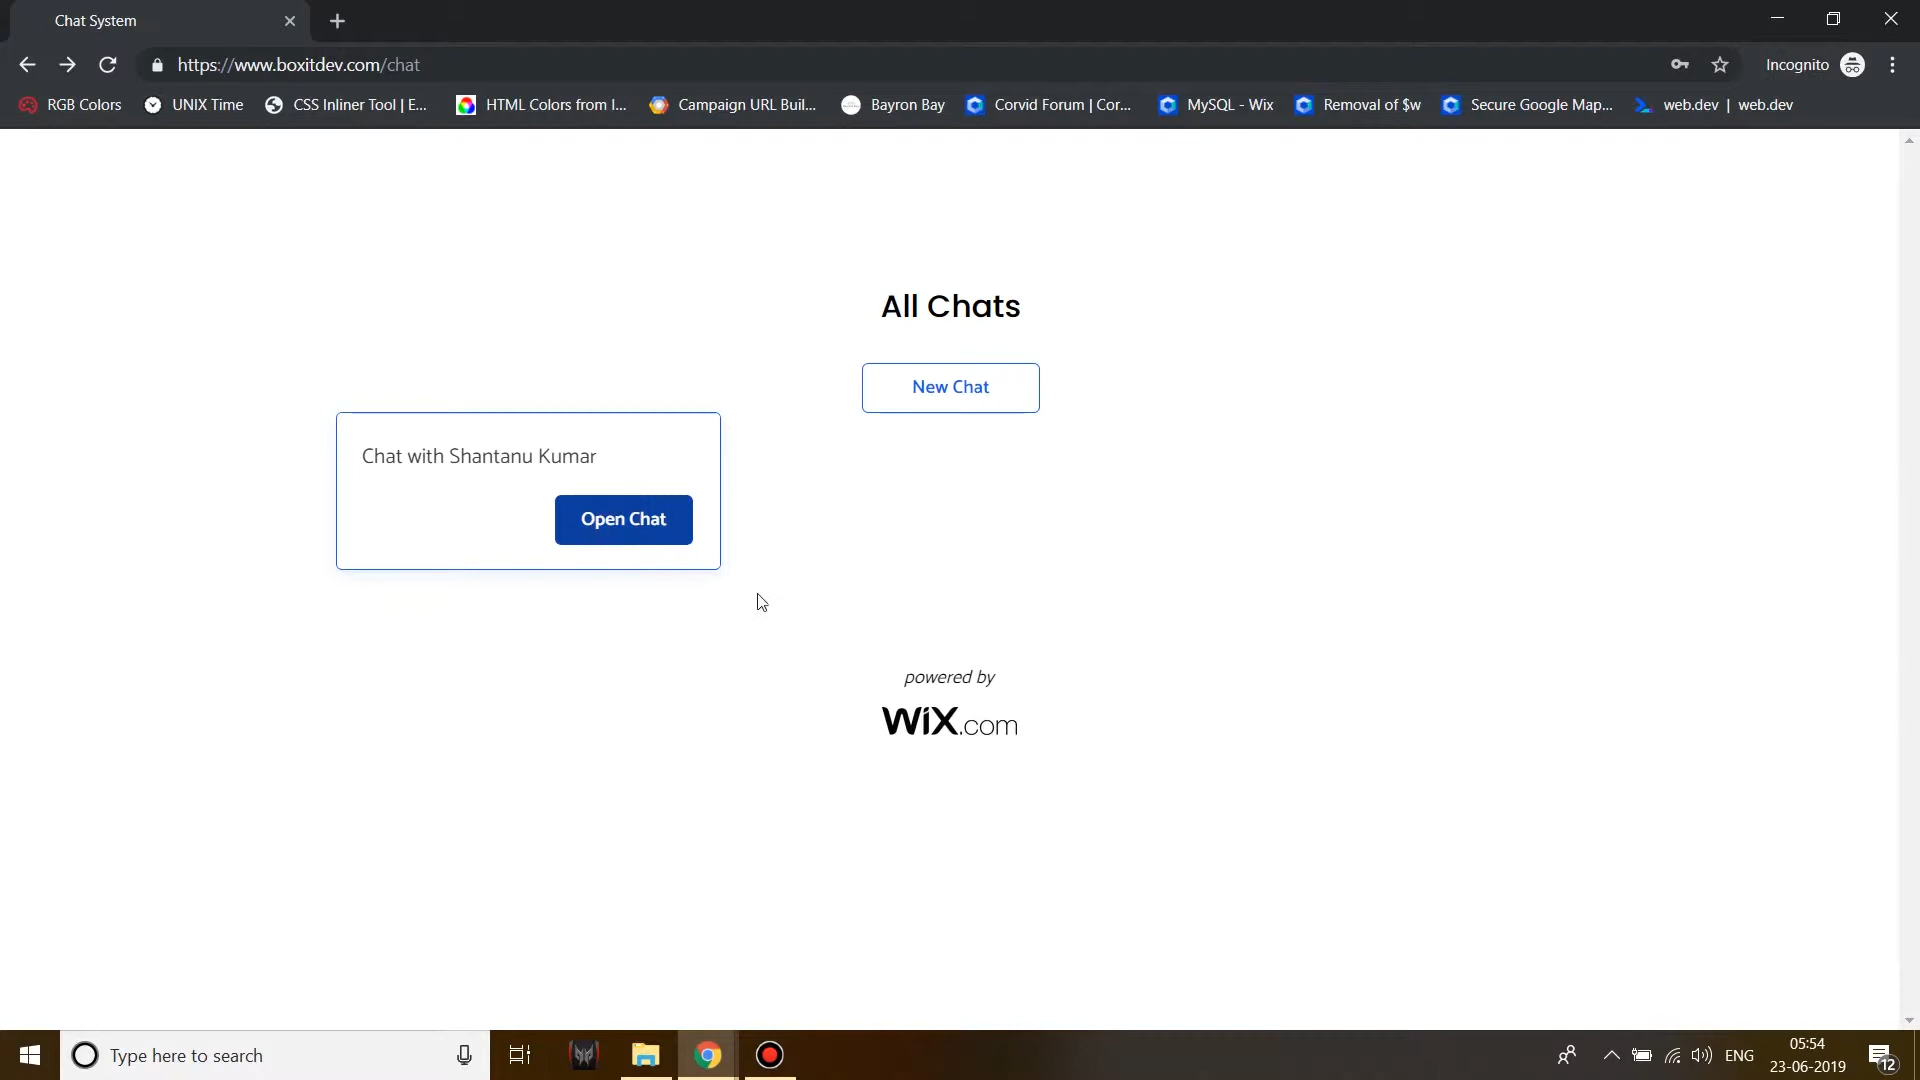 Chat System
https://www.boxitdev.com/chat
Incognito
RGB Colors
UNIX Time
CSS Inliner Tool | E...
HTML Colors from I...
Campaign URL Buil...
Bayron Bay
Corvid Forum | Cor...
MySQL - Wix
Removal of $w
Secure Google Map...
web.dev | web.dev
All Chats
New Chat
Chat with Shantanu Kumar
Open Chat
powered by
WiX.com
Type here to search
ENG
05:54
23-06-2019
12